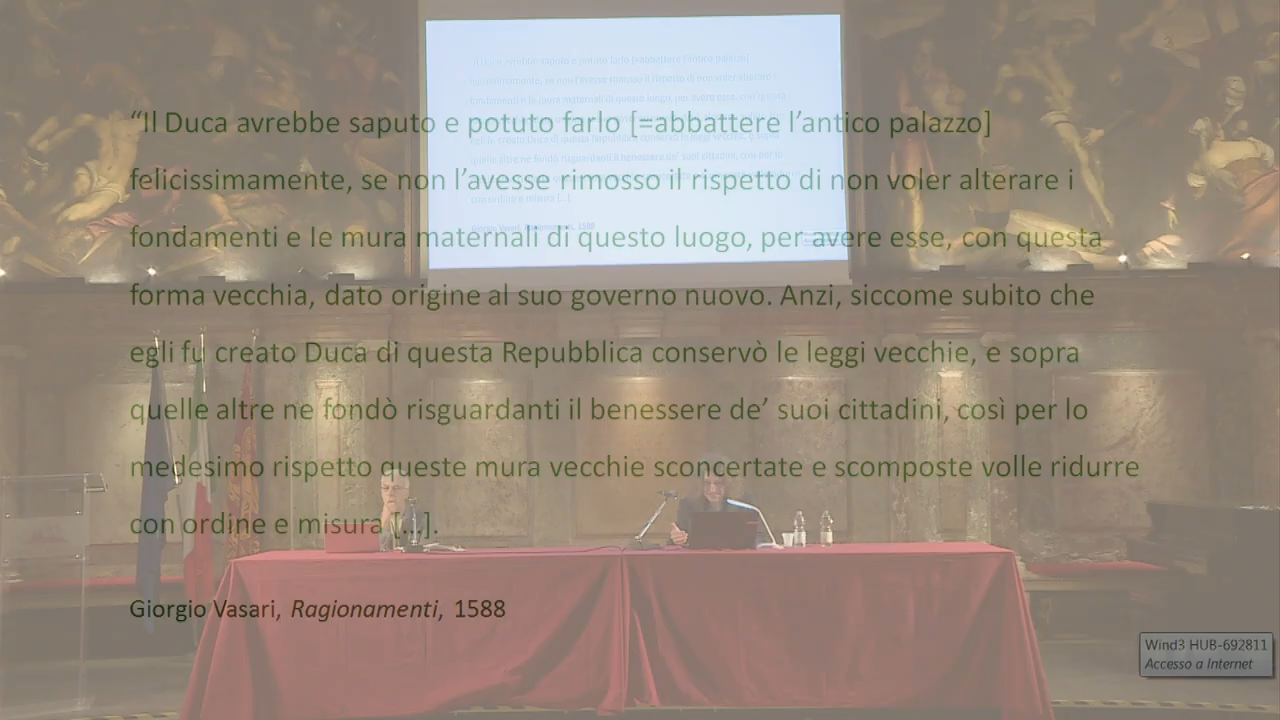 “Il Duca avrebbe saputo e potuto farlo [=abbattere l’antico palazzo]
felicissimamente, se non l’avesse rimosso il rispetto di non voler alterare i
fondamenti e le mura maternali di questo luogo, per avere esse, con questa
forma vecchia, dato origine al suo governo nuovo. Anzi, siccome subito che
egli fu creato Duca di questa Repubblica conservò le leggi vecchie, e sopra
quelle altre ne fondò risguardanti il benessere de’ suoi cittadini, così per lo
medesimo rispetto queste mura vecchie sconcertate e scomposte volle ridurre
con ordine e misura [...].
Giorgio Vasari, Ragionamenti, 1588
Wind3 HUB-692811
Accesso a Internet